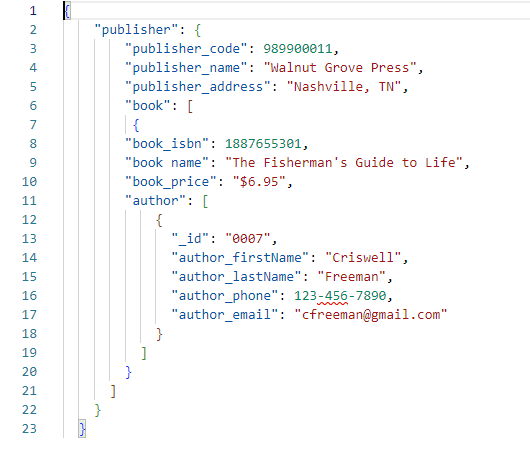 1 {
2 "publisher": {
3 "publisher_code": 989900011,
4 "publisher_name": "Walnut Grove Press",
5 "publisher_address": "Nashville, TN",
6 "book": [
7 {
8 "book_isbn": 1887655301,
9 "book name": "The Fisherman's Guide to Life",
10 "book_price": "$6.95",
11 "author": [
12 {
13 "_id": "0007",
14 "author_firstName": "Criswell",
15 "author_lastName": "Freeman",
16 "author_phone": 123-456-7890,
17 "author_email": "cfreeman@gmail.com"
18 }
19 ]
20 }
21 ]
22 }
23 }